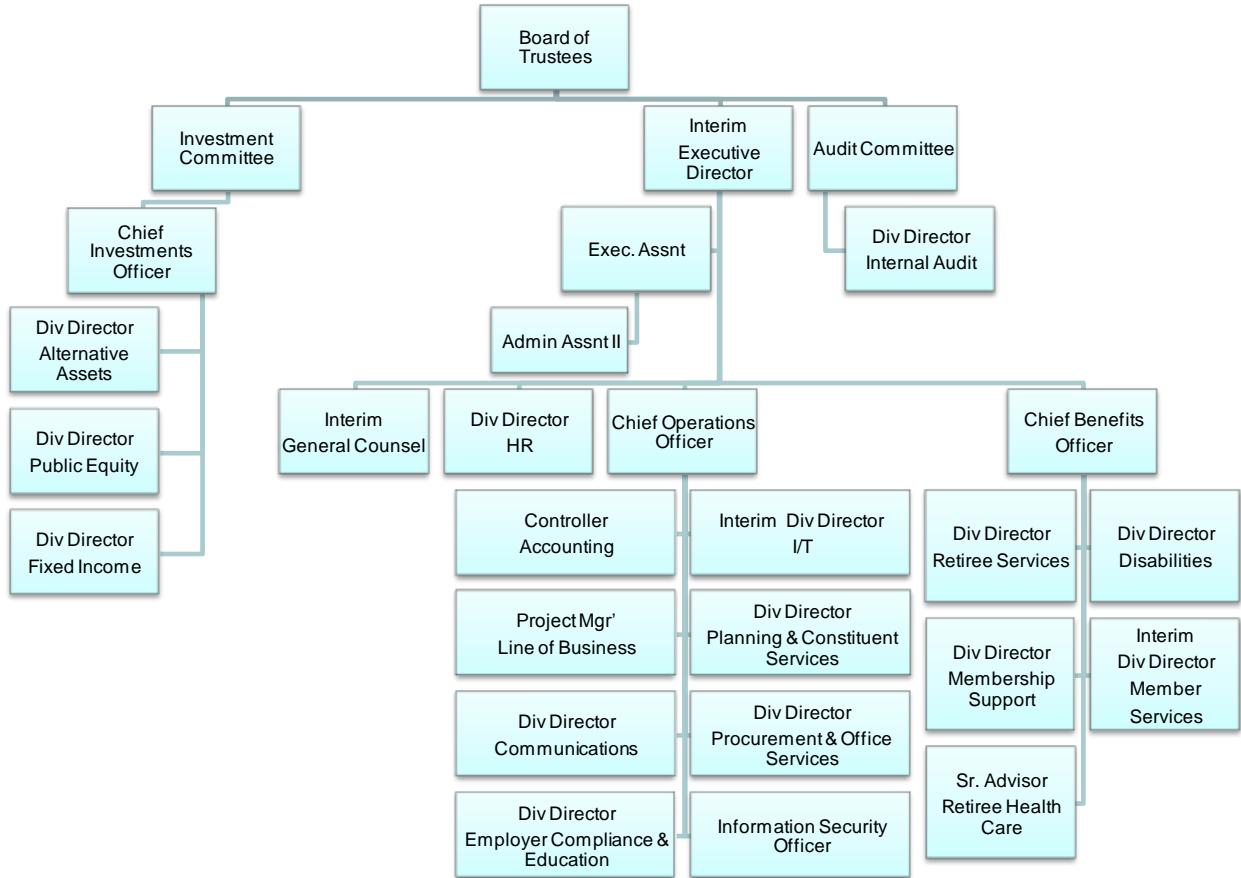 Board of
Trustees
Investment
Committee
Interim
Executive
Director
Audit Committee
Chief
Investments
Officer
Exec. Assnt
Div Director
Internal Audit
Admin Assnt II
Div Director
Alternative
Assets
Div Director
Public Equity
Div Director
Fixed Income
Interim
General Counsel
Div Director
HR
Chief Operations
Officer
Chief Benefits
Officer
Controller
Accounting
Interim Div Director
I/T
Project Mgr'
Line of Business
Div Director
Planning & Constituent
Services
Div Director
Communications
Div Director
Procurement & Office
Services
Div Director
Employer Compliance &
Education
Information Security
Officer
Div Director
Retiree Services
Div Director
Disabilities
Div Director
Membership
Support
Interim
Div Director
Member
Services
Sr. Advisor
Retiree Health
Care